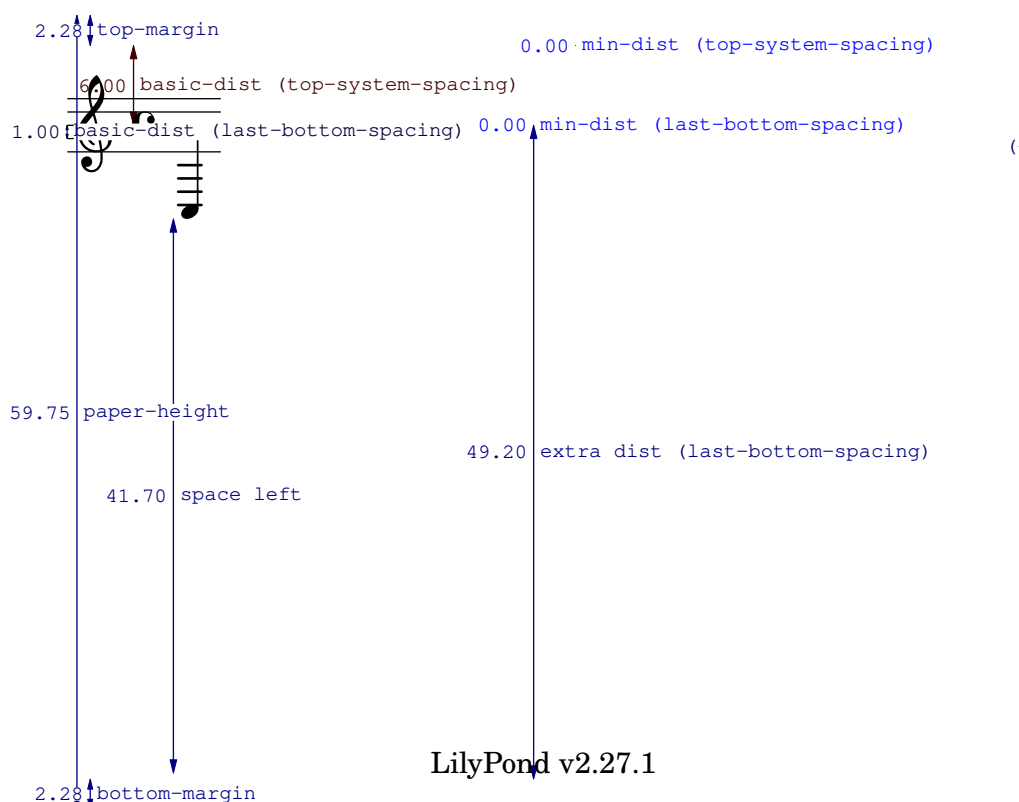 2.28 top-margin
0.00 min-dist (top-system-spacing)
6.00 basic-dist (top-system-spacing)
1.00 basic-dist (last-bottom-spacing)
0.00 min-dist (last-bottom-spacing)
(
59.75 paper-height
49.20 extra dist (last-bottom-spacing)
41.70 space left
LilyPond v2.27.1
2.28 bottom-margin